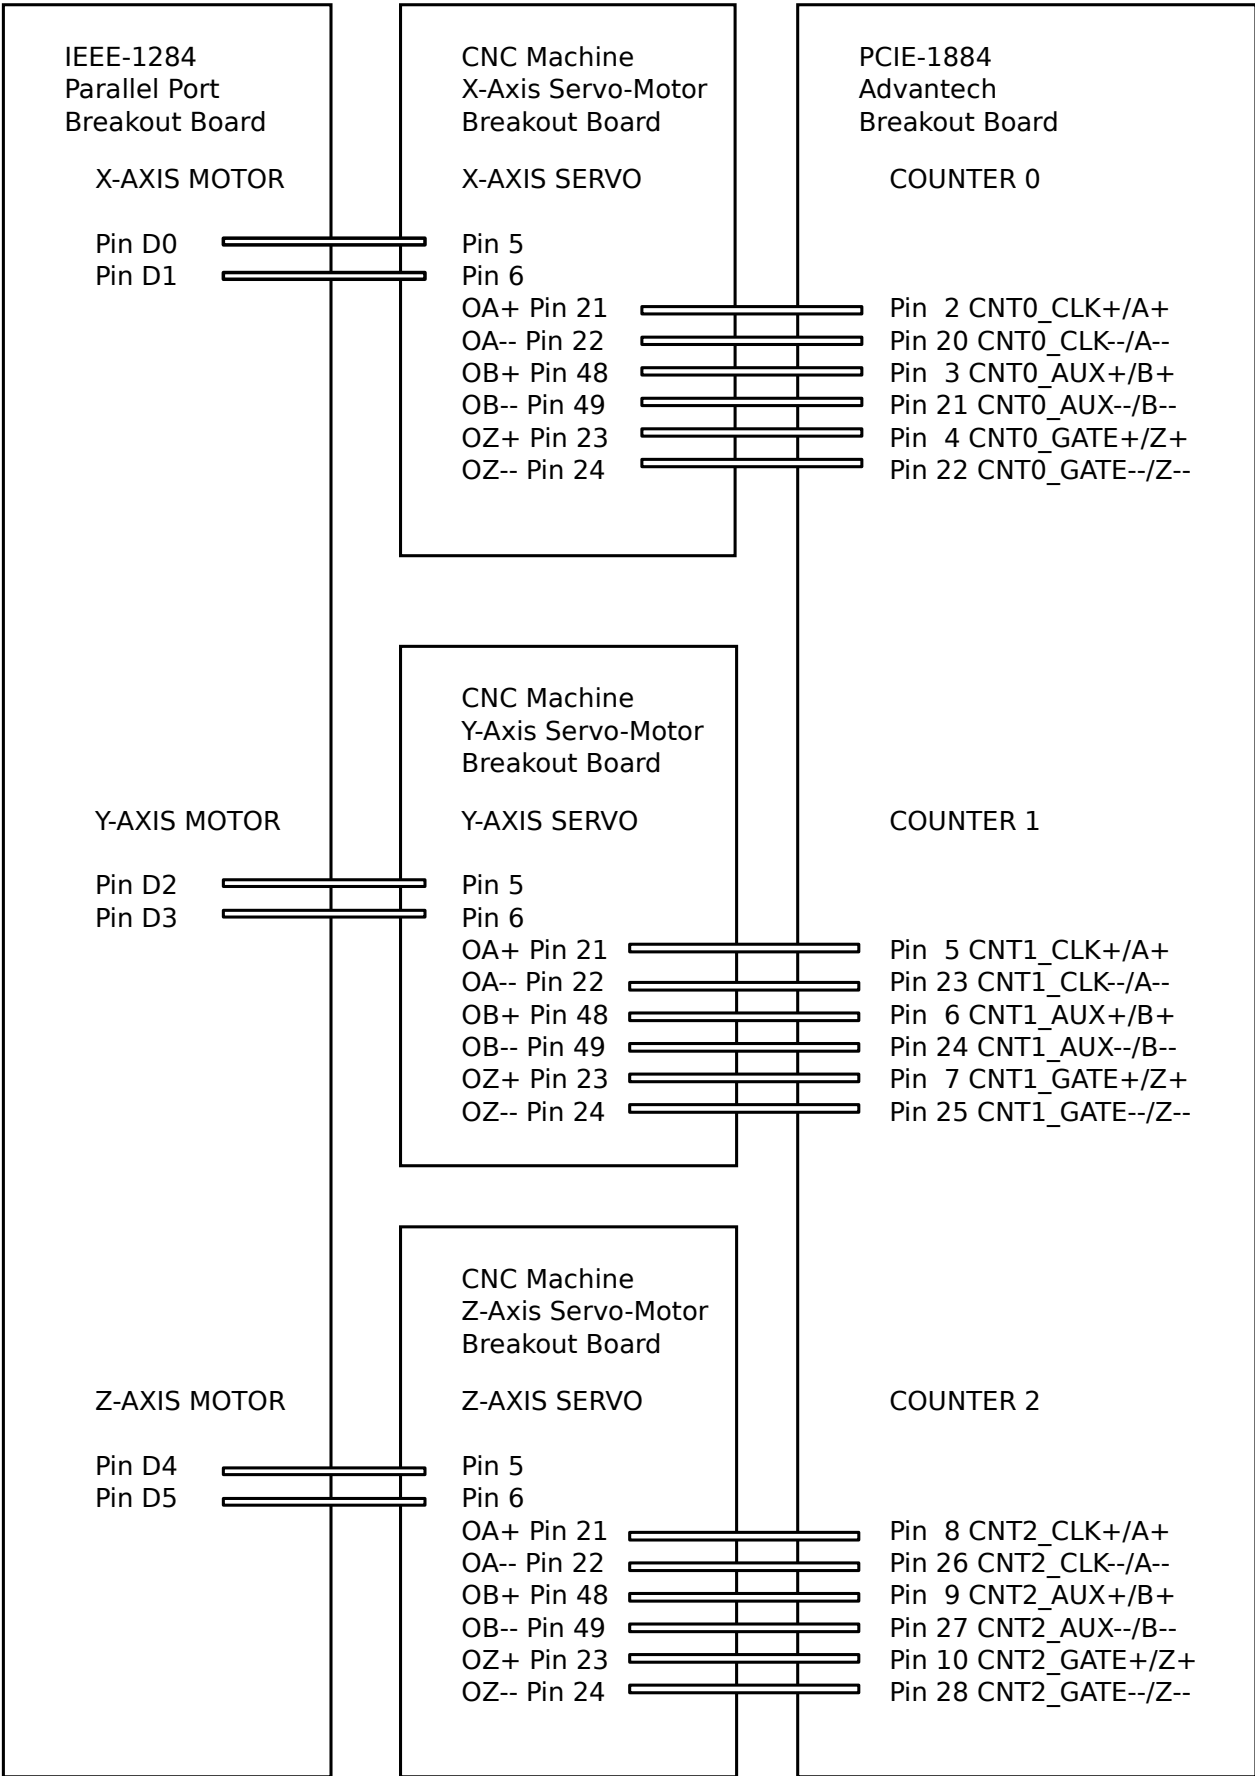 IEEE-1284
Parallel Port
Breakout Board
X-AXIS MOTOR
Pin D0
Pin D1
Y-AXIS MOTOR
Pin D2
Pin D3
Z-AXIS MOTOR
Pin D4
Pin D5
CNC Machine
X-Axis Servo-Motor
Breakout Board
X-AXIS SERVO
Pin 5
Pin 6
OA+ Pin 21
OA-- Pin 22
OB+ Pin 48
OB-- Pin 49
OZ+ Pin 23
OZ-- Pin 24
CNC Machine
Y-Axis Servo-Motor
Breakout Board
Y-AXIS SERVO
Pin 5
Pin 6
OA+ Pin 21
OA-- Pin 22
OB+ Pin 48
OB-- Pin 49
OZ+ Pin 23
OZ-- Pin 24
CNC Machine
Z-Axis Servo-Motor
Breakout Board
Z-AXIS SERVO
Pin 5
Pin 6
OA+ Pin 21
OA-- Pin 22
OB+ Pin 48
OB-- Pin 49
OZ+ Pin 23
OZ-- Pin 24
PCIE-1884
Advantech
Breakout Board
COUNTER 0
Pin  2 CNT0_CLK+/A+
Pin 20 CNT0_CLK--/A--
Pin  3 CNT0_AUX+/B+
Pin 21 CNT0_AUX--/B--
Pin  4 CNT0_GATE+/Z+
Pin 22 CNT0_GATE--/Z--
COUNTER 1
Pin  5 CNT1_CLK+/A+
Pin 23 CNT1_CLK--/A--
Pin  6 CNT1_AUX+/B+
Pin 24 CNT1_AUX--/B--
Pin  7 CNT1_GATE+/Z+
Pin 25 CNT1_GATE--/Z--
COUNTER 2
Pin  8 CNT2_CLK+/A+
Pin 26 CNT2_CLK--/A--
Pin  9 CNT2_AUX+/B+
Pin 27 CNT2_AUX--/B--
Pin 10 CNT2_GATE+/Z+
Pin 28 CNT2_GATE--/Z--